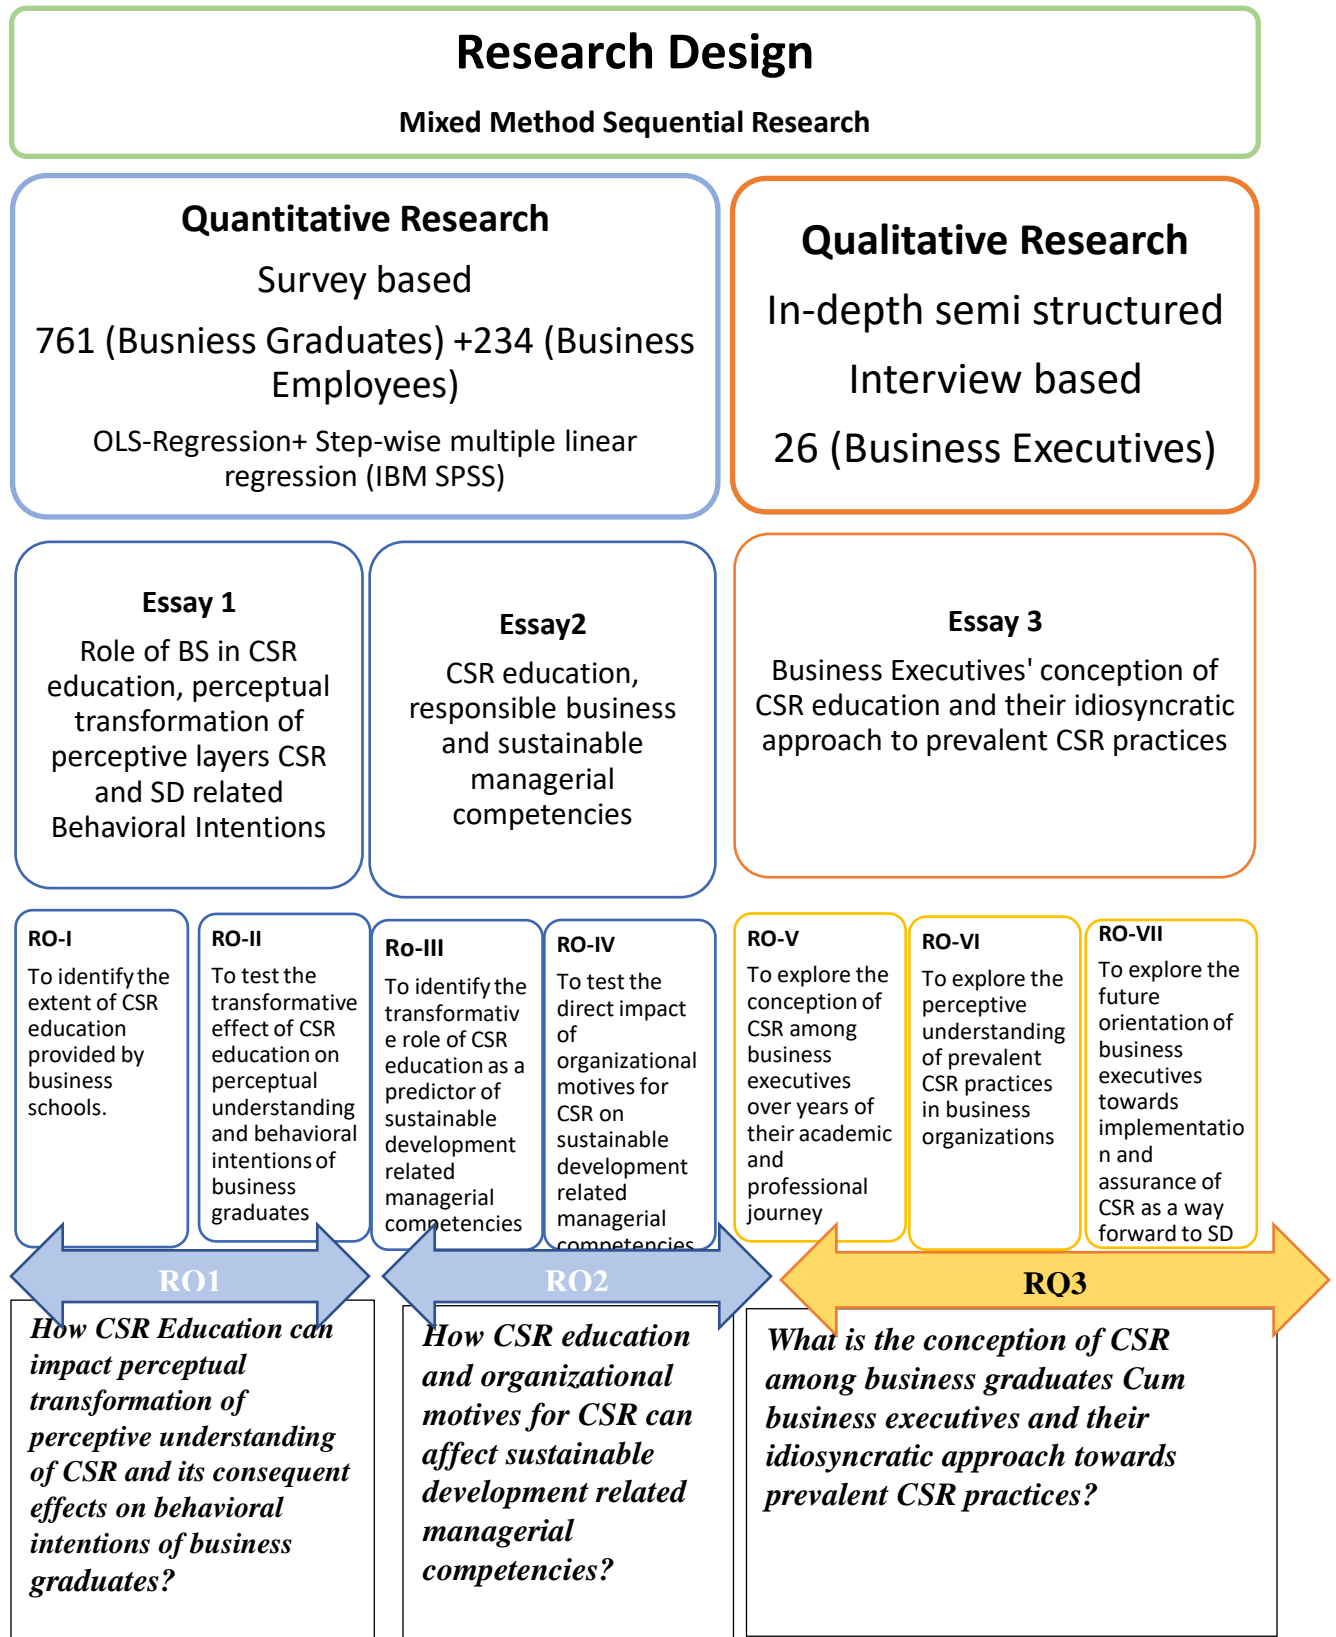 Research Design
Mixed Method Sequential Research
Quantitative Research
Survey based
761 (Busniess Graduates) +234 (Business
Employees)
OLS-Regression+ Step-wise multiple linear
regression (IBM SPSS)
Qualitative Research
In-depth semi structured
Interview based
26 (Business Executives)
Essay 1
Role of BS in CSR
education, perceptual
transformation of
perceptive layers CSR
and SD related
Behavioral Intentions
Essay2
CSR education,
responsible business
and sustainable
managerial
competencies
Essay 3
Business Executives' conception of
CSR education and their idiosyncratic
approach to prevalent CSR practices
RO-I
To identify the
extent of CSR
education
provided by
business
schools.
RO-II
To test the
transformative
effect of CSR
education on
perceptual
understanding
and behavioral
intentions of
business
graduates
Ro-III
To identify the
transformativ
e role of CSR
education as a
predictor of
sustainable
development
related
managerial
competencies
RO-IV
To test the
direct impact
of
organizational
motives for
CSR on
sustainable
development
related
managerial
competencies
RO-V
To explore the
conception of
CSR among
business
executives
over years of
their academic
and
professional
journey
RO-VI
To explore the
perceptive
understanding
of prevalent
CSR practices
in business
organizations
RO-VII
To explore the
future
orientation of
business
executives
towards
implementatio
n and
assurance of
CSR as a way
forward to SD
RQ1
RQ2
RQ3
How CSR Education can
impact perceptual
transformation of
perceptive understanding
of CSR and its consequent
effects on behavioral
intentions of business
graduates?
How CSR education
and organizational
motives for CSR can
affect sustainable
development related
managerial
competencies?
What is the conception of CSR
among business graduates Cum
business executives and their
idiosyncratic approach towards
prevalent CSR practices?